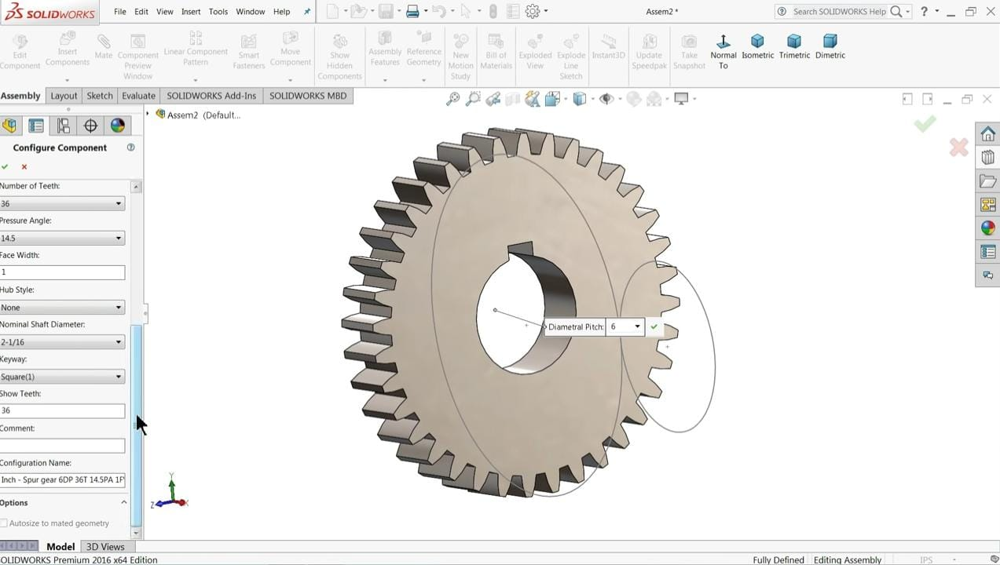 SOLIDWORKS
File Edit View Insert Tools Window Help
Assem2 *
Search SOLIDWORKS Help
?
Edit Component
Insert Components
Mate
Component Preview Window
Linear Component Pattern
Smart Fasteners
Move Component
Show Hidden Components
Assembly Features
Reference Geometry
New Motion Study
Bill of Materials
Exploded View
Explode Line Sketch
Instant3D
Update Speedpak
Take Snapshot
Normal To
Isometric
Trimetric
Dimetric
Assembly Layout Sketch Evaluate SOLIDWORKS Add-Ins SOLIDWORKS MBD
Assem2 (Default...
Configure Component
Number of Teeth:
36
Pressure Angle:
14.5
Face Width:
1
Hub Style:
None
Nominal Shaft Diameter:
2-1/16
Keyway:
Square(1)
Show Teeth:
36
Comment:
Configuration Name:
Inch - Spur gear 6DP 36T 14.5PA 1F
Options
Autosize to mated geometry
Diametral Pitch: 6
Y
Z
X
Model 3D Views
OLIDWORKS Premium 2016 x64 Edition
Fully Defined Editing Assembly IPS -